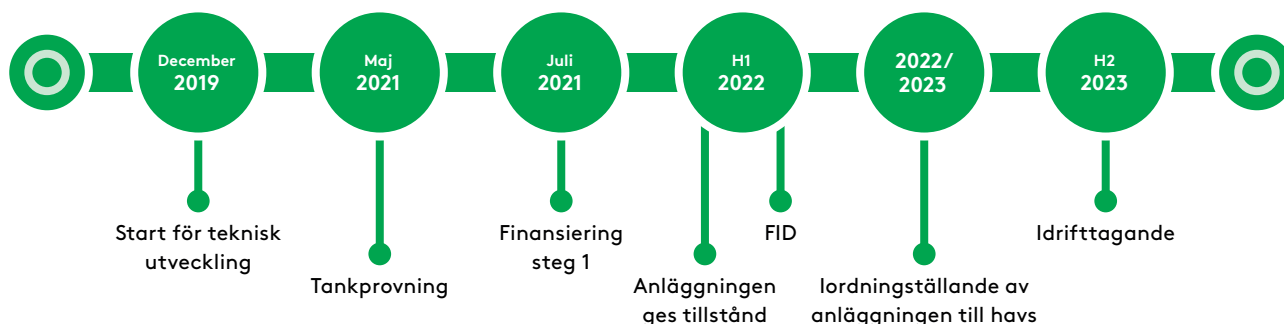 December
2019
Maj
2021
Juli
2021
H1
2022
2022/
2023
H2
2023
Start för teknisk
utveckling
Tankprovning
Finansiering
steg 1
Anläggningen
ges tillstånd
FID
Iordningställande av
anläggningen till havs
Idrifttagande